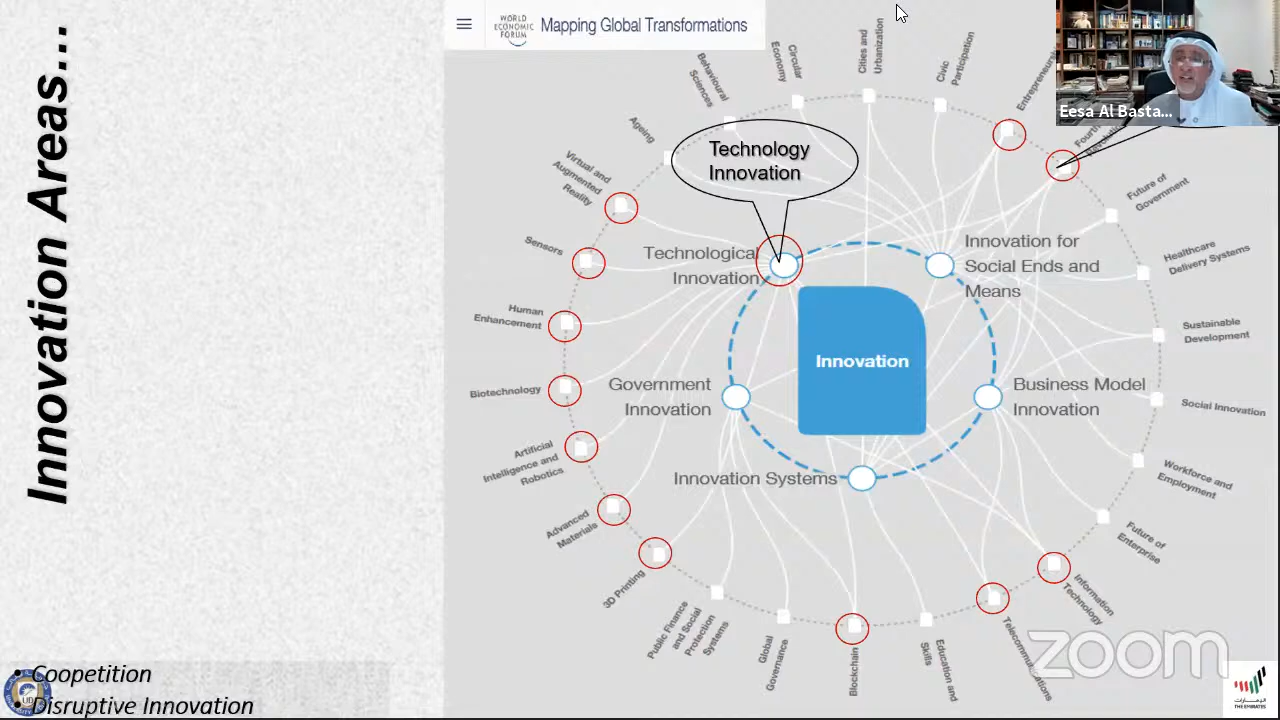 Innovation Areas...
WORLD
ECONOMIC
FORUM
Mapping Global Transformations
Eesa Al Basta...
Technology
Innovation
Ageing
Behavioural
Sciences
Circular
Economy
Cities and
Urbanization
Civic
Participation
Future of
Government
Healthcare
Delivery Systems
Sustainable
Development
Social Innovation
Workforce and
Employment
Future of
Enterprise
Information
Technology
Education and
Skills
Blockchain
Global
Governance
Public Finance
and Social
Protection
Systems
3D Printing
Advanced
Materials
Artificial
Intelligence and
Robotics
Biotechnology
Human
Enhancement
Sensors
Virtual and
Augmented
Reality
Technological
Innovation
Innovation for
Social Ends and
Means
Innovation
Government
Innovation
Business Model
Innovation
Innovation Systems
• Coopetition
• Disruptive Innovation
zoom
THE EMIRATES